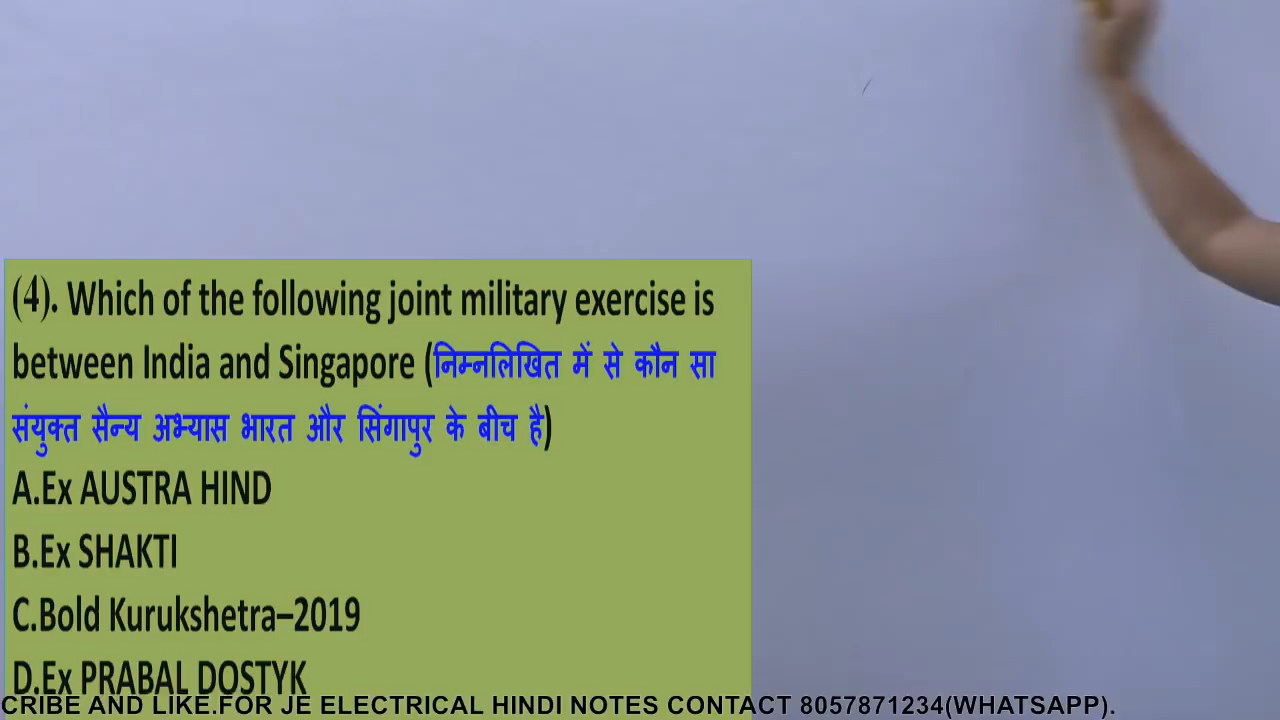 (4). Which of the following joint military exercise is
between India and Singapore (निम्नलिखित में से कौन सा
संयुक्त सैन्य अभ्यास भारत और सिंगापुर के बीच है)
A.Ex AUSTRA HIND
B.Ex SHAKTI
C.Bold Kurukshetra–2019
D.Ex PRABAL DOSTYK
CRIBE AND LIKE.FOR JE ELECTRICAL HINDI NOTES CONTACT 8057871234(WHATSAPP).